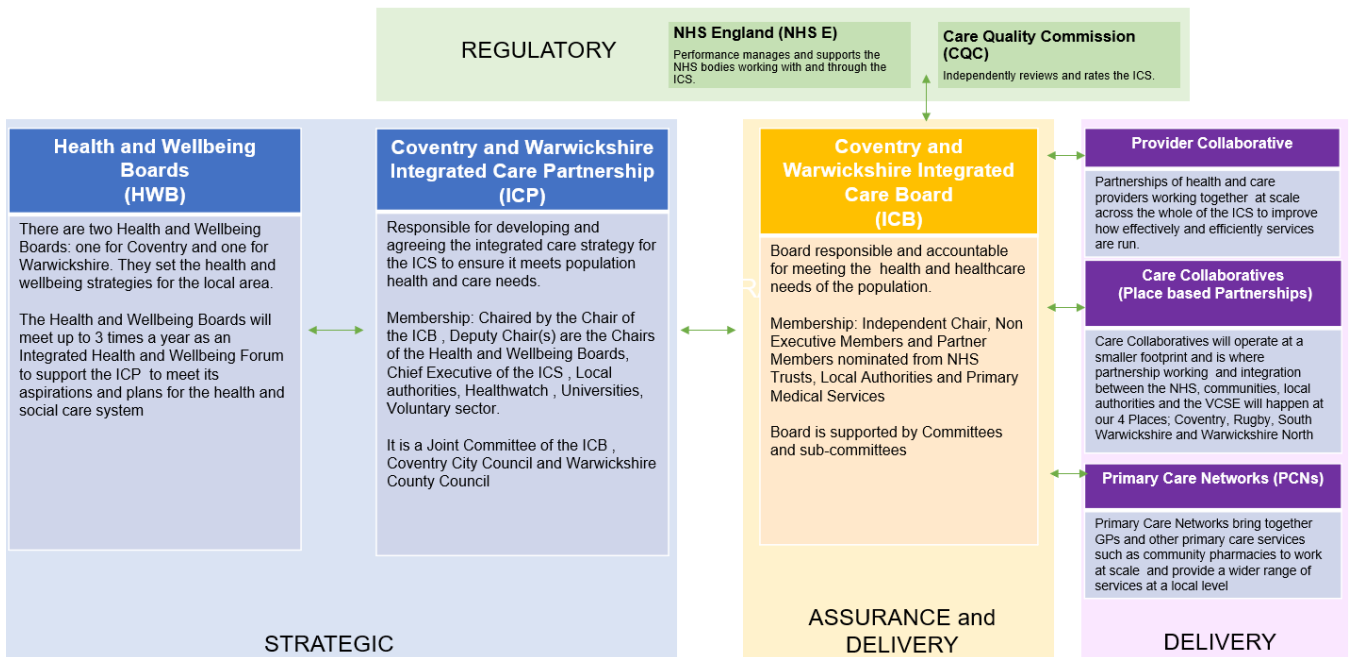 REGULATORY
NHS England (NHS E)
Performance manages and supports the
NHS bodies working with and through the
ICS.
Care Quality Commission
(CQC)
Independently reviews and rates the ICS.
Health and Wellbeing
Boards
(HWB)
There are two Health and Wellbeing
Boards: one for Coventry and one for
Warwickshire. They set the health and
wellbeing strategies for the local area.
The Health and Wellbeing Boards will
meet up to 3 times a year as an
Integrated Health and Wellbeing Forum
to support the ICP to meet its
aspirations and plans for the health and
social care system
Coventry and Warwickshire
Integrated Care Partnership
(ICP)
Responsible for developing and
agreeing the integrated care strategy for
the ICS to ensure it meets population
health and care needs.
Membership: Chaired by the Chair of
the ICB , Deputy Chair(s) are the Chairs
of the Health and Wellbeing Boards,
Chief Executive of the ICS , Local
authorities, Healthwatch , Universities,
Voluntary sector.
It is a Joint Committee of the ICB ,
Coventry City Council and Warwickshire
County Council
STRATEGIC
Coventry and
Warwickshire Integrated
Care Board
(ICB)
Board responsible and accountable
for meeting the health and healthcare
needs of the population.
Membership: Independent Chair, Non
Executive Members and Partner
Members nominated from NHS
Trusts, Local Authorities and Primary
Medical Services
Board is supported by Committees
and sub-committees
ASSURANCE and
DELIVERY
Provider Collaborative
Partnerships of health and care
providers working together at scale
across the whole of the ICS to improve
how effectively and efficiently services
are run.
Care Collaboratives
(Place based Partnerships)
Care Collaboratives will operate at a
smaller footprint and is where
partnership working and integration
between the NHS, communities, local
authorities and the VCSE will happen at
our 4 Places; Coventry, Rugby, South
Warwickshire and Warwickshire North
Primary Care Networks (PCNs)
Primary Care Networks bring together
GPs and other primary care services
such as community pharmacies to work
at scale and provide a wider range of
services at a local level
DELIVERY